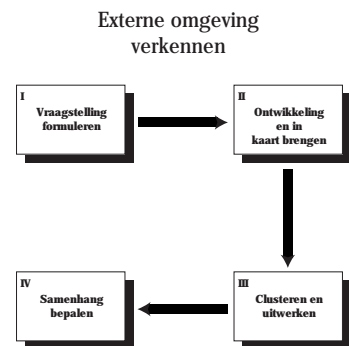 Externe omgeving
verkennen
I
Vraagstelling
formuleren
II
Ontwikkeling
en in
kaart brengen
III
Clusteren en
uitwerken
IV
Samenhang
bepalen